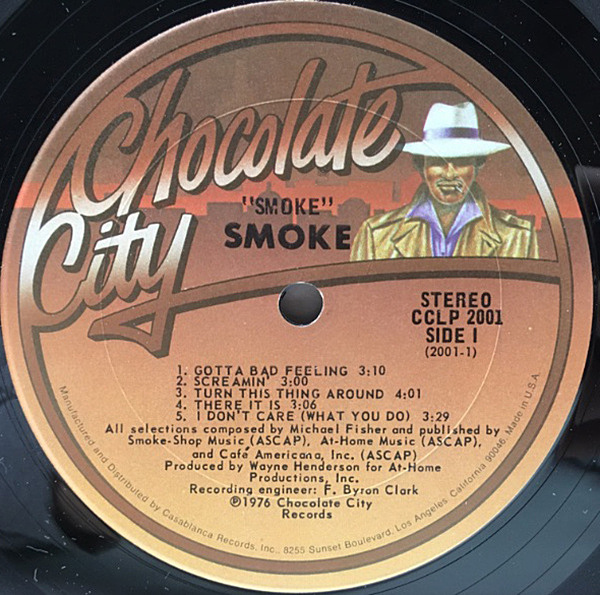 Chocolate
City
"SMOKE"
SMOKE
STEREO
CCLP 2001
SIDE I
(2001-1)
1. GOTTA BAD FEELING 3:10
2. SCREAMIN' 3:00
3. TURN THIS THING AROUND 4:01
4. THERE IT IS 3:06
5. I DON'T CARE (WHAT YOU DO) 3:29
All selections composed by Michael Fisher and published by
Smoke-Shop Music (ASCAP), At-Home Music (ASCAP),
and Café Americana, Inc. (ASCAP)
Produced by Wayne Henderson for At-Home
Productions, Inc.
Recording engineer: F. Byron Clark
℗1976 Chocolate City
Records
Manufactured and Distributed by Casablanca Records, Inc., 8255 Sunset Boulevard, Los Angeles, California 90046. Made in U.S.A.